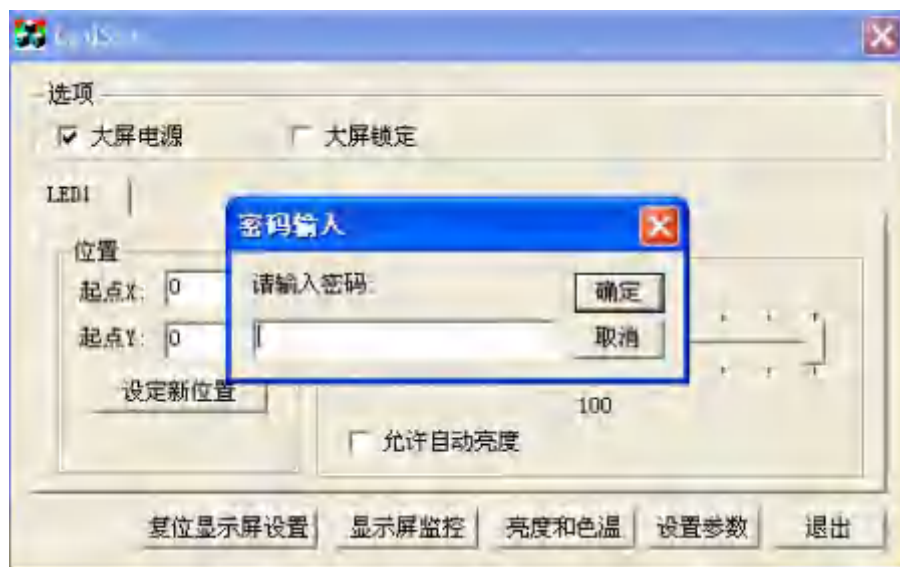 选项
大屏电源 大屏锁定
LED1
密码输入
位置
请输入密码:
确定
起点X: 0
取消
起点Y: 0
设定新位置
100
允许自动亮度
复位显示屏设置 显示屏监控 亮度和色温 设置参数 退出